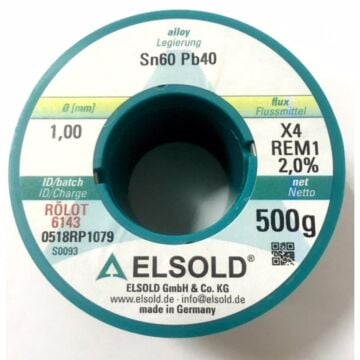 alloy
Legierung
Sn60 Pb40
Ø [mm]
1,00
flux
Flussmittel
X4
REM1
2,0%
ID/batch
ID/Charge
RÖLOT
6143
0518RP1079
S0093
net
Netto
500g
ELSOLD®
ELSOLD GmbH & Co. KG
www.elsold.de · info@elsold.de
made in Germany